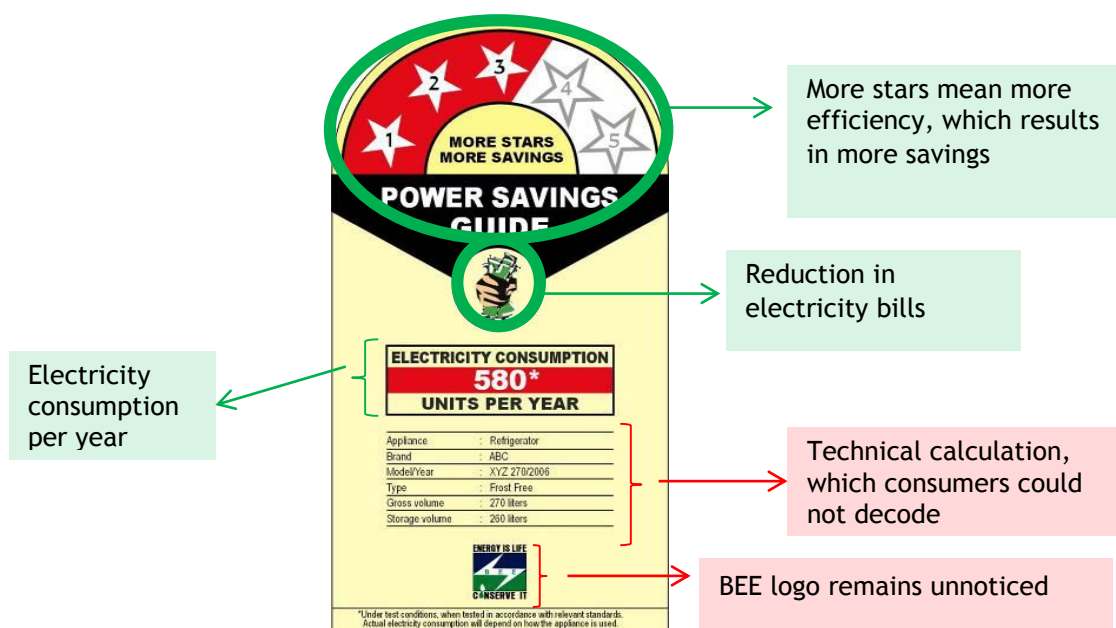 1
2
3
4
5
MORE STARS
MORE SAVINGS
POWER SAVINGS
GUIDE
ELECTRICITY CONSUMPTION
580*
UNITS PER YEAR
Appliance : Refrigerator
Brand : ABC
Model/Year : XYZ 270/2006
Type : Frost Free
Gross volume : 270 liters
Storage volume : 260 liters
ENERGY IS LIFE
B E E
CONSERVE IT
*Under test conditions, when tested in accordance with relevant standards.
Actual electricity consumption will depend on how the appliance is used.
More stars mean more
efficiency, which results
in more savings
Reduction in
electricity bills
Electricity
consumption
per year
Technical calculation,
which consumers could
not decode
BEE logo remains unnoticed